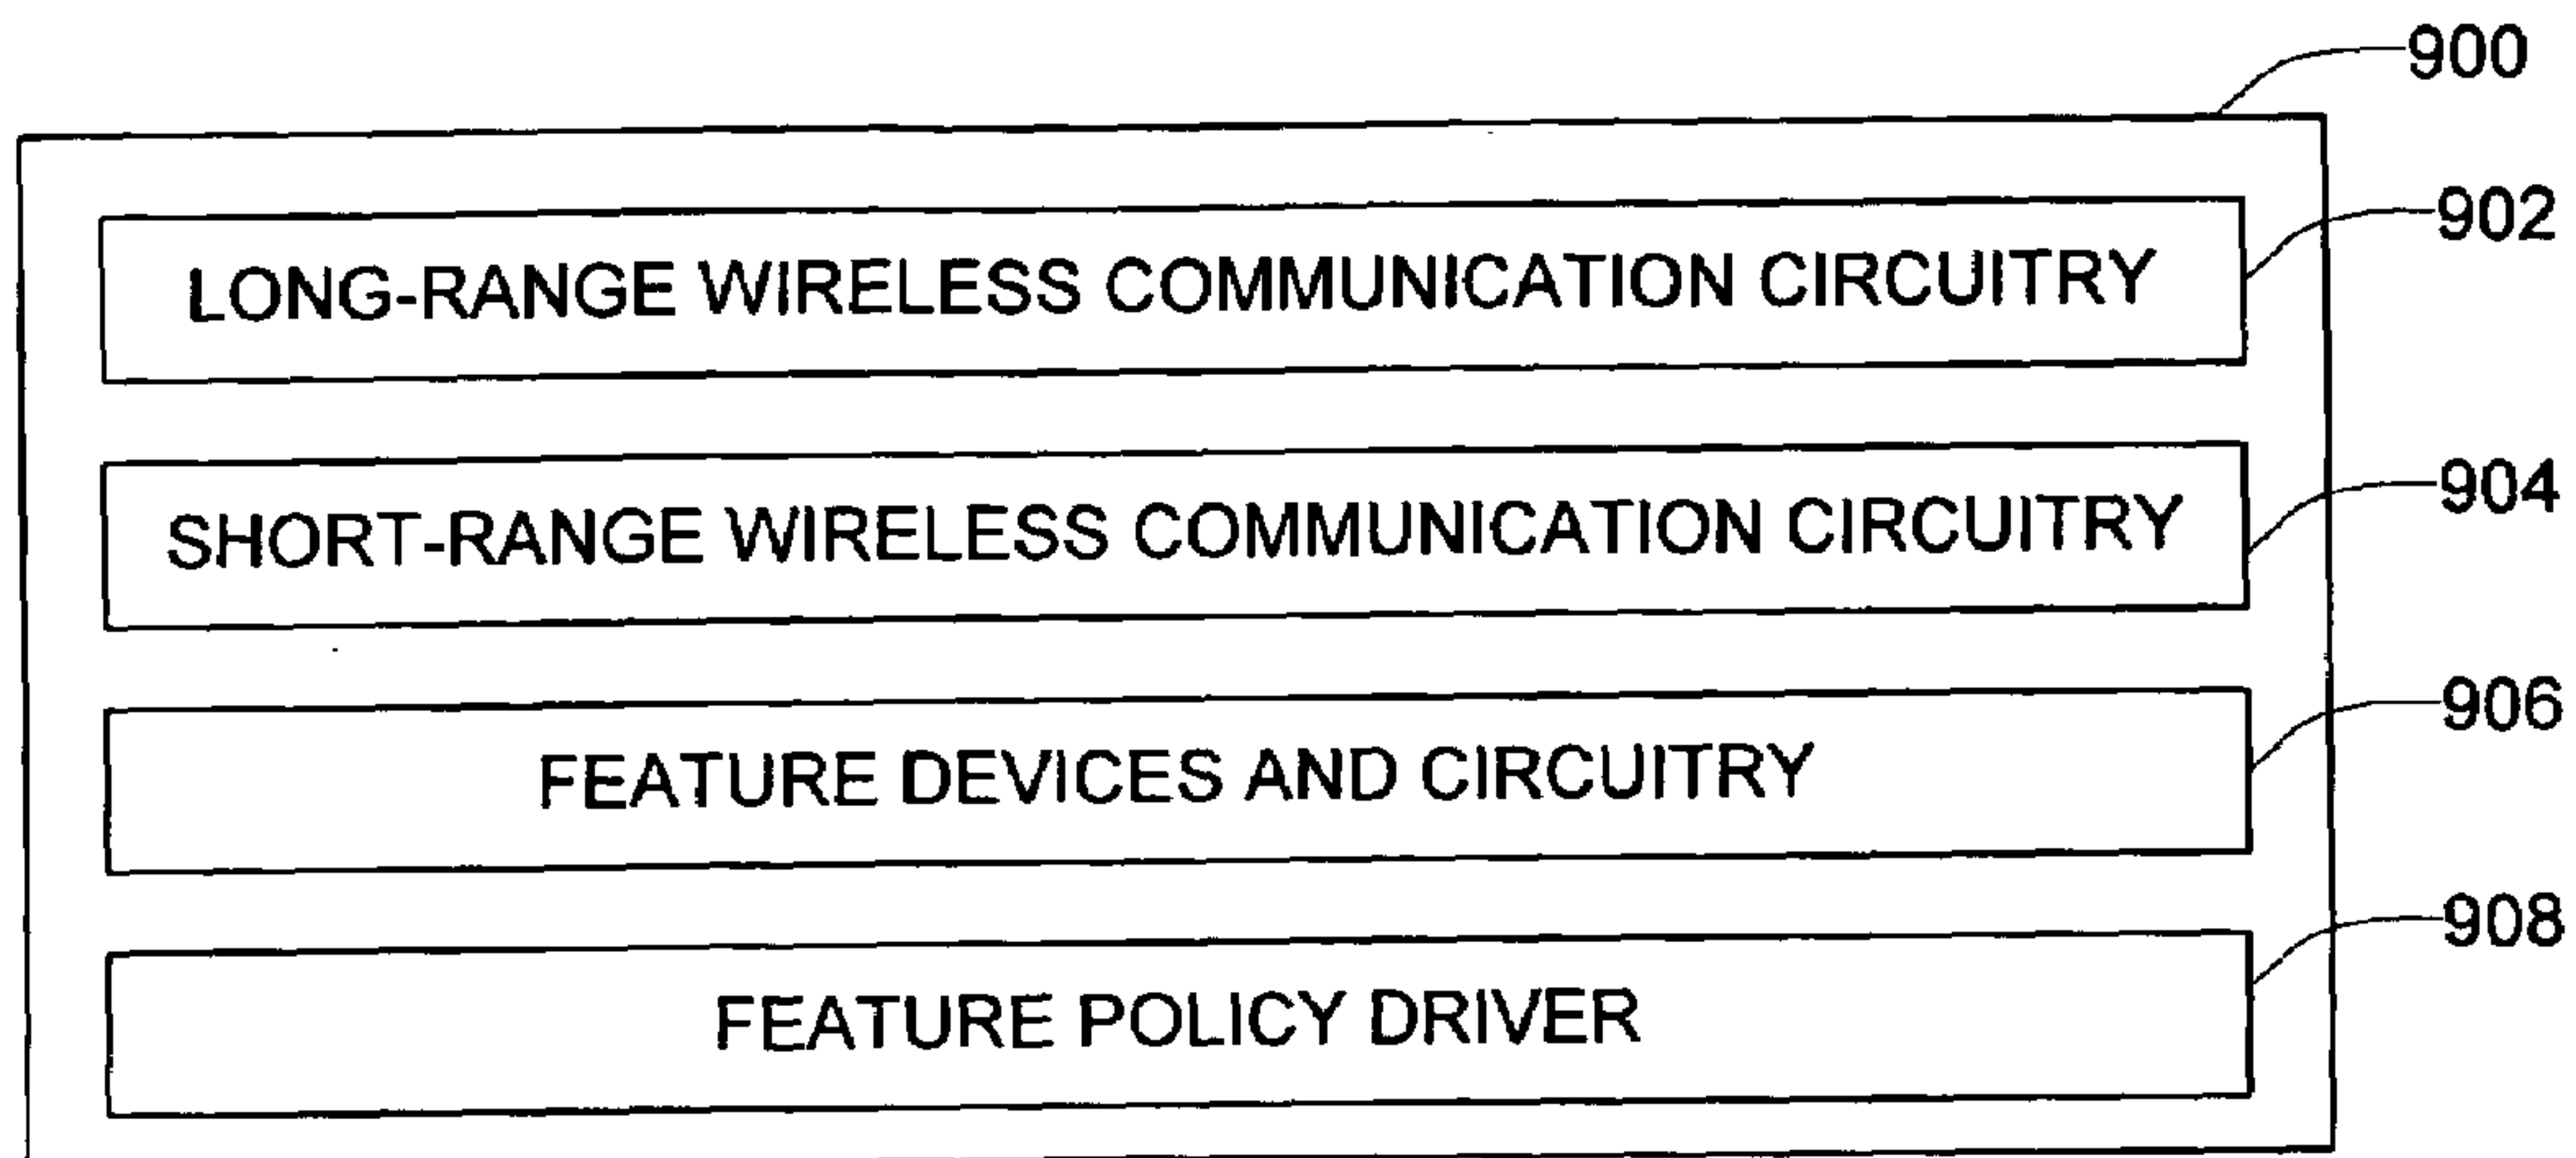 900
LONG-RANGE WIRELESS COMMUNICATION CIRCUITRY
902
SHORT-RANGE WIRELESS COMMUNICATION CIRCUITRY
904
FEATURE DEVICES AND CIRCUITRY
906
FEATURE POLICY DRIVER
908